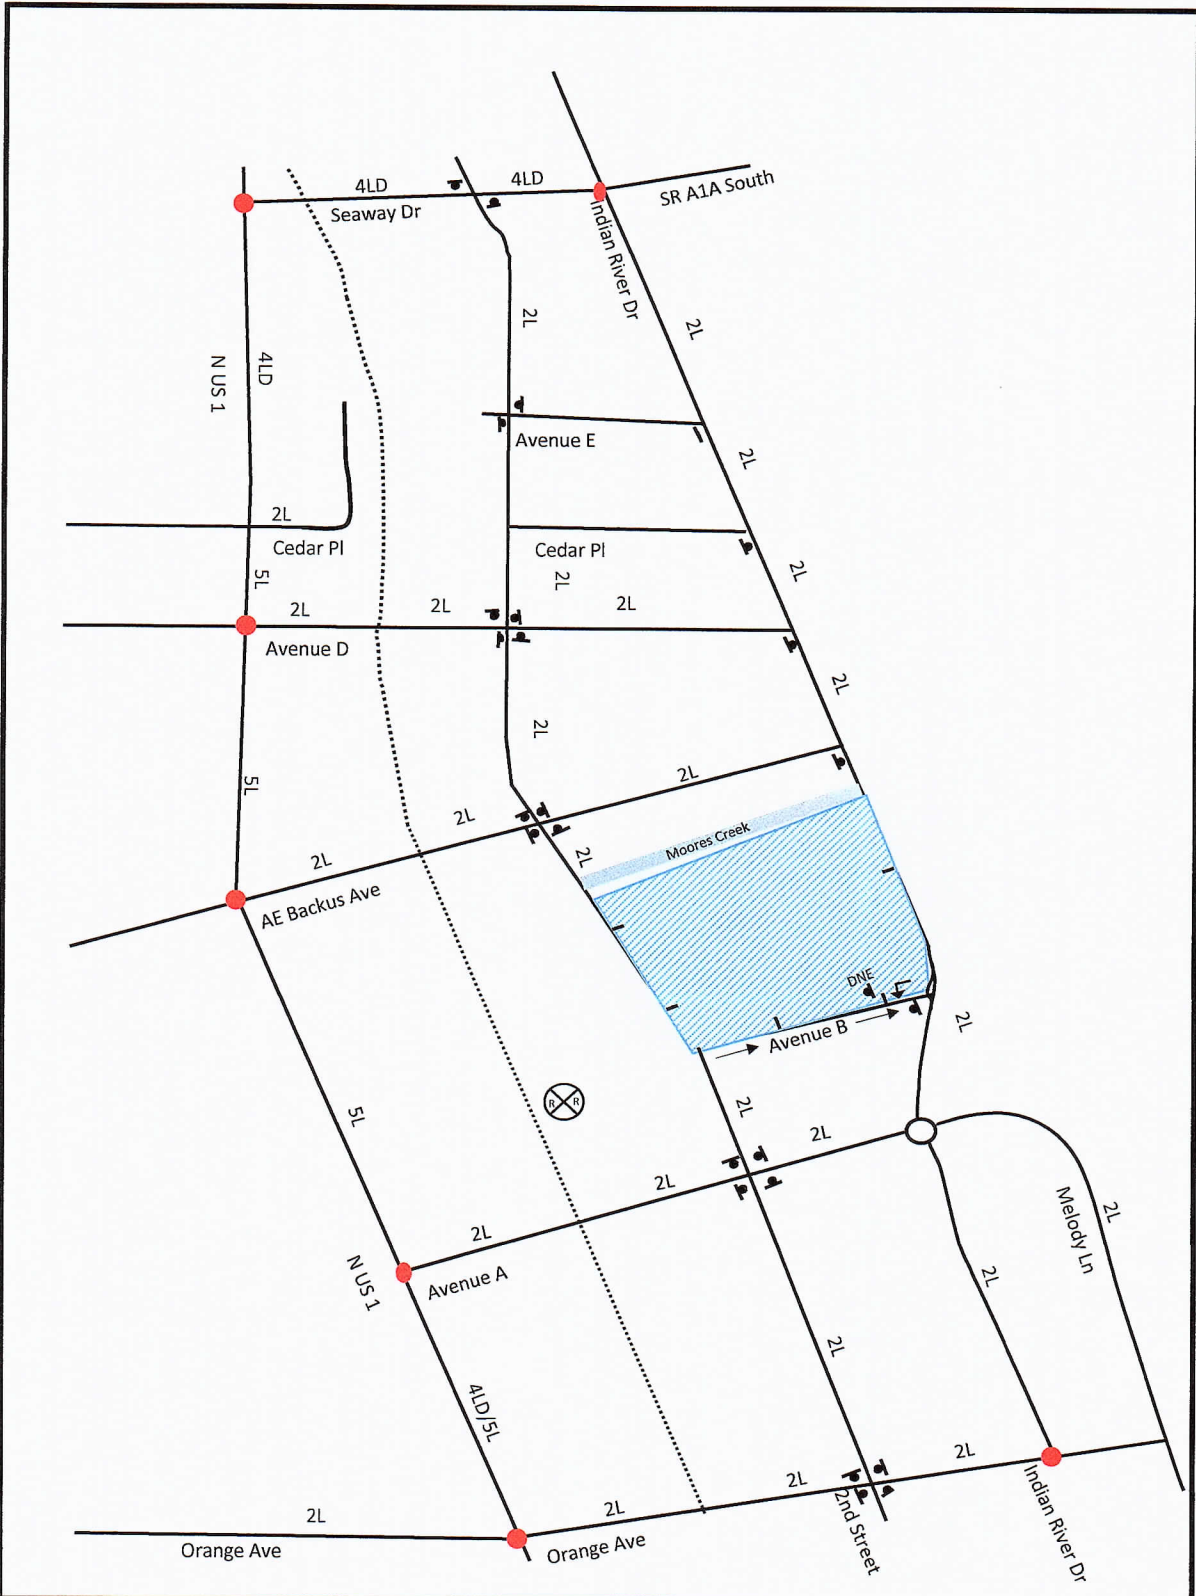 4LD
4LD
SR A1A South
Seaway Dr
Indian River Dr
2L
2L
N US 1
4LD
Avenue E
2L
2L
Cedar Pl
Cedar Pl
2L
5L
2L
2L
2L
2L
Avenue D
2L
2L
5L
2L
2L
2L
2L
Moores Creek
AE Backus Ave
DNE
Avenue B
2L
R R
5L
2L
2L
2L
2L
Melody Ln
2L
N US 1
Avenue A
2L
2L
4LD/5L
2L
2L
2L
2L
2nd Street
Indian River Dr
Orange Ave
Orange Ave